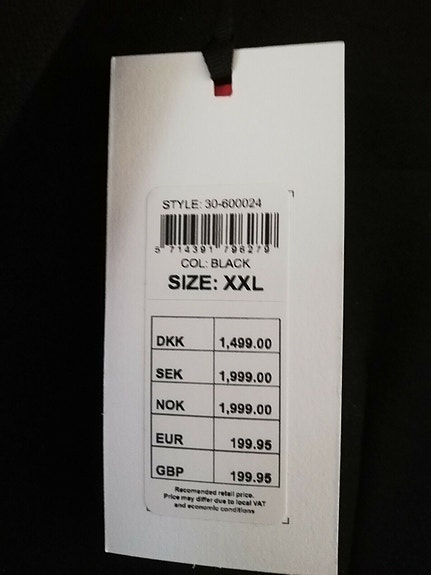 STYLE: 30-600024
5 714391 798279
COL: BLACK
SIZE: XXL
DKK 1,499.00
SEK 1,999.00
NOK 1,999.00
EUR 199.95
GBP 199.95
Recomended retail price.
Price may differ due to local VAT
and economic conditions